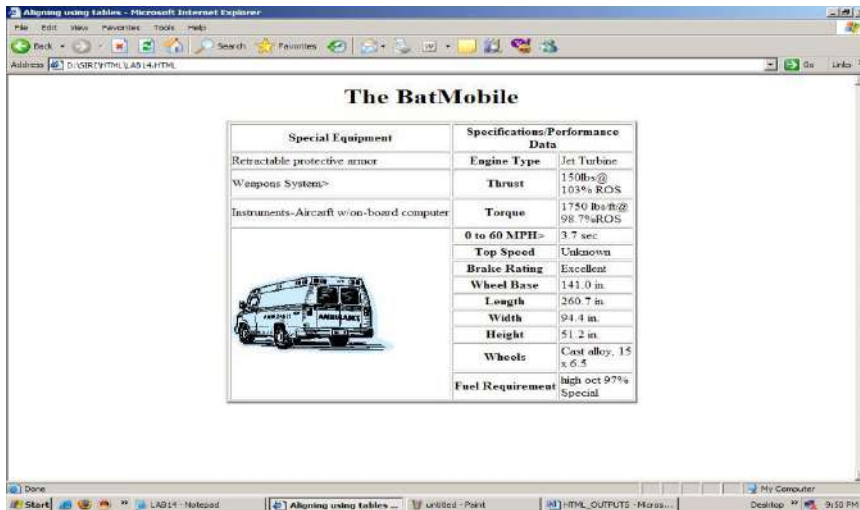 Aligning using tables - Microsoft Internet Explorer
File Edit View Favorites Tools Help
Back Search Favorites
Address D:\SIRI\HTML\LAB14.HTML Go Links
The BatMobile
Special Equipment
Specifications/Performance
Data
Retractable protective armor
Engine Type Jet Turbine
Weapons System>
Thrust 150lbs@
103% ROS
Instruments-Aircarft w/on-board computer
Torque 1750 lbs/ft@
98.7%ROS
0 to 60 MPH> 3.7 sec
Top Speed Unknown
Brake Rating Excellent
Wheel Base 141.0 in
Length 260.7 in
Width 94.4 in.
Height 51.2 in
Wheels Cast alloy, 15
x 6.5
Fuel Requirement high oct 97%
Special
AMBULANCE
Done My Computer
Start LAB14 - Notepad Aligning using tables ... untitled - Paint HTML_OUTPUTS - Micros... Desktop 9:50 PM